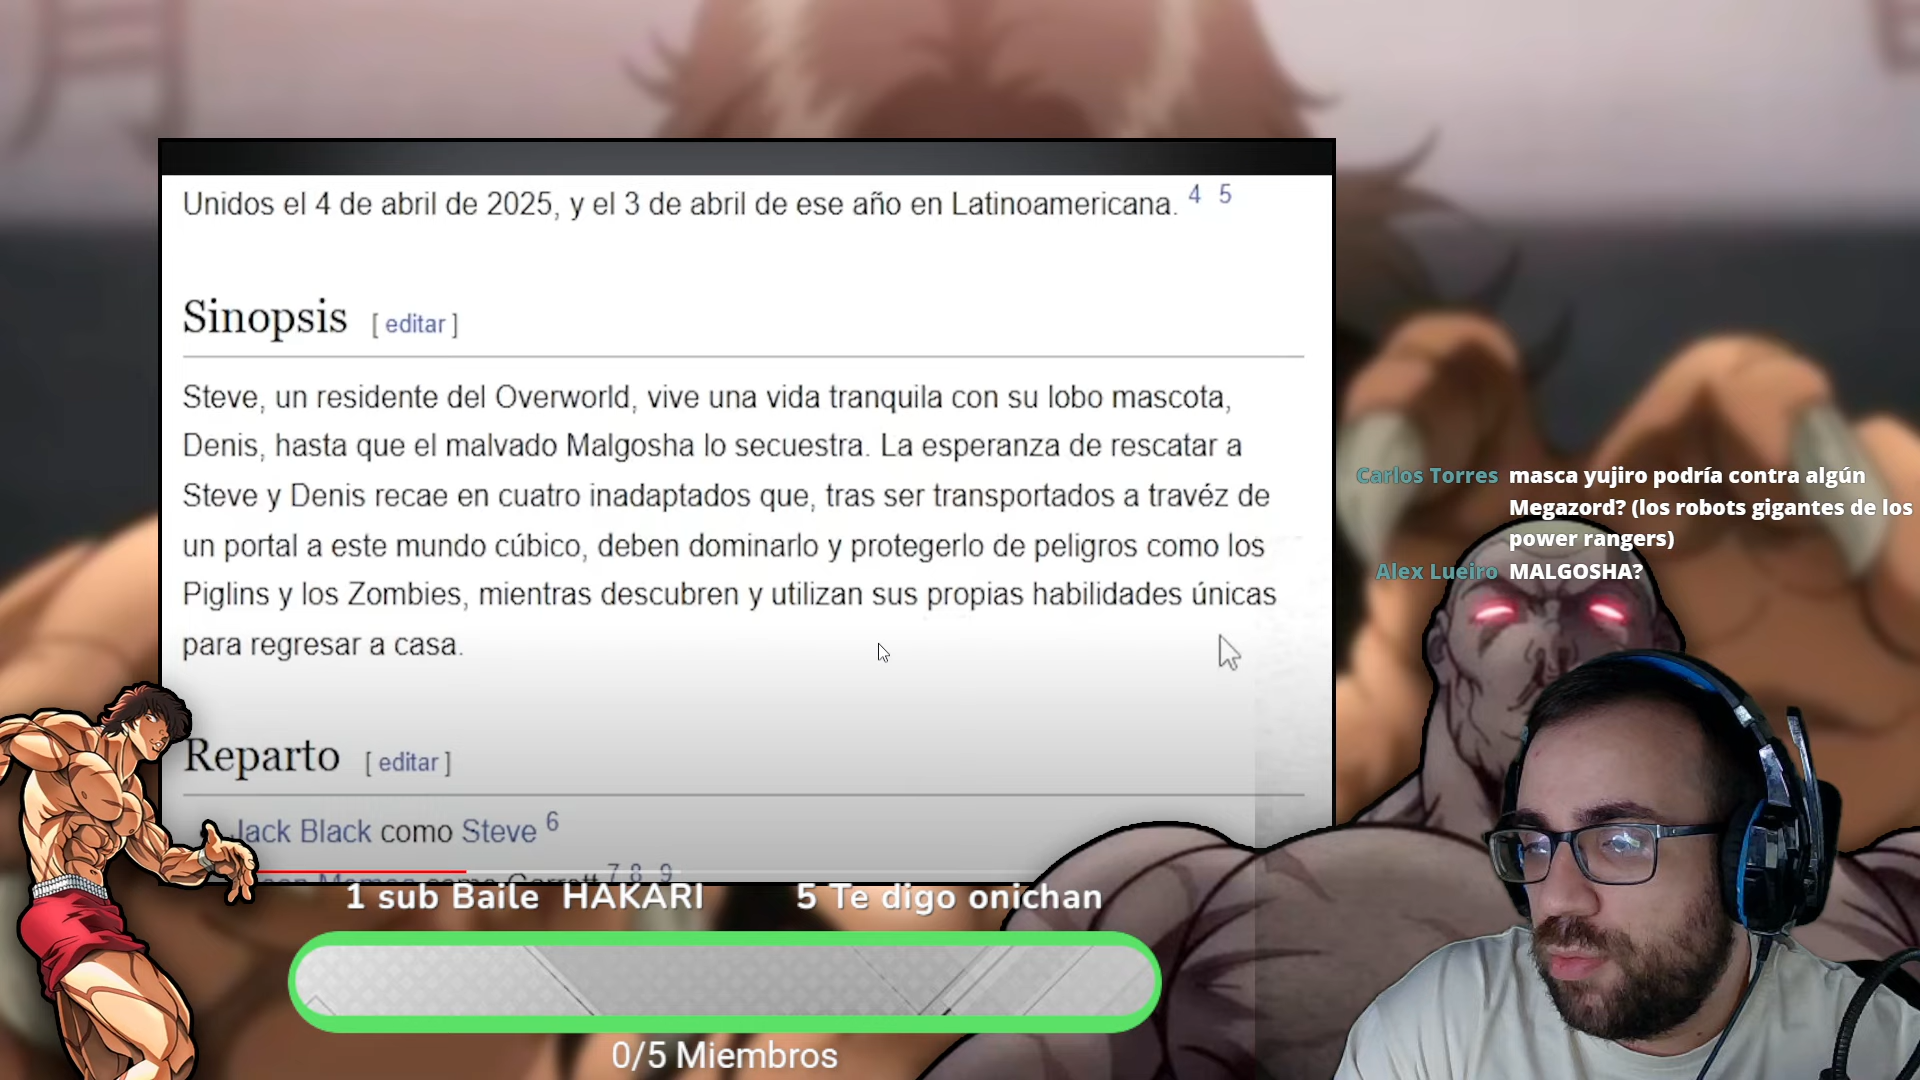 Unidos el 4 de abril de 2025, y el 3 de abril de ese año en Latinoamericana. 4 5
Sinopsis [ editar ]
Steve, un residente del Overworld, vive una vida tranquila con su lobo mascota,
Denis, hasta que el malvado Malgosha lo secuestra. La esperanza de rescatar a
Steve y Denis recae en cuatro inadaptados que, tras ser transportados a travéz de
un portal a este mundo cúbico, deben dominarlo y protegerlo de peligros como los
Piglins y los Zombies, mientras descubren y utilizan sus propias habilidades únicas
para regresar a casa.
Reparto [ editar ]
Jack Black como Steve 6
como Garrett 7 8 9
1 sub Baile HAKARI 5 Te digo onichan
0/5 Miembros
Carlos Torres masca yujiro podría contra algún
Megazord? (los robots gigantes de los
power rangers)
Alex Lueiro MALGOSHA?